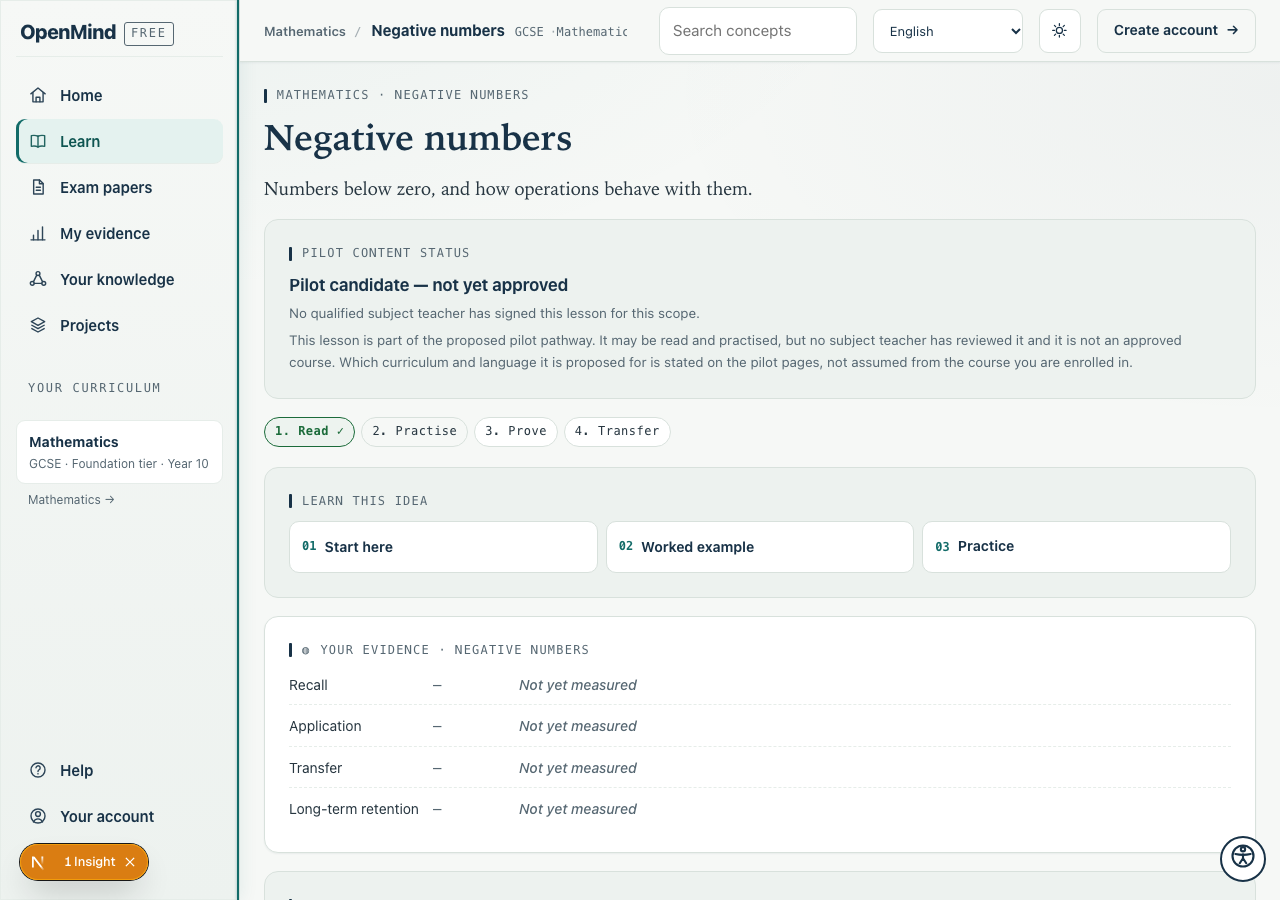 OpenMind FREE
Home
Learn
Exam papers
My evidence
Your knowledge
Projects
YOUR CURRICULUM
Mathematics
GCSE · Foundation tier · Year 10
Mathematics →
Help
Your account
1 Insight
Mathematics / Negative numbers GCSE ·Mathematic
Search concepts
English
Create account →
MATHEMATICS · NEGATIVE NUMBERS
Negative numbers
Numbers below zero, and how operations behave with them.
PILOT CONTENT STATUS
Pilot candidate — not yet approved
No qualified subject teacher has signed this lesson for this scope.
This lesson is part of the proposed pilot pathway. It may be read and practised, but no subject teacher has reviewed it and it is not an approved
course. Which curriculum and language it is proposed for is stated on the pilot pages, not assumed from the course you are enrolled in.
1. Read ✓ 2. Practise 3. Prove 4. Transfer
LEARN THIS IDEA
01 Start here 02 Worked example 03 Practice
YOUR EVIDENCE · NEGATIVE NUMBERS
Recall — Not yet measured
Application — Not yet measured
Transfer — Not yet measured
Long-term retention — Not yet measured